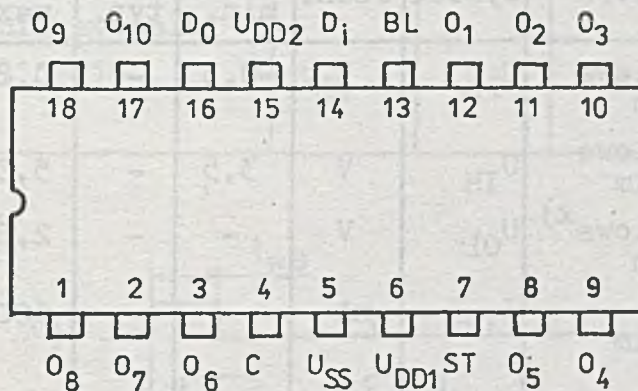 O9 O10 D0 UDD2 Di BL O1 O2 O3
18 17 16 15 14 13 12 11 10
1 2 3 4 5 6 7 8 9
O8 O7 O6 C USS UDD1 ST O5 O4